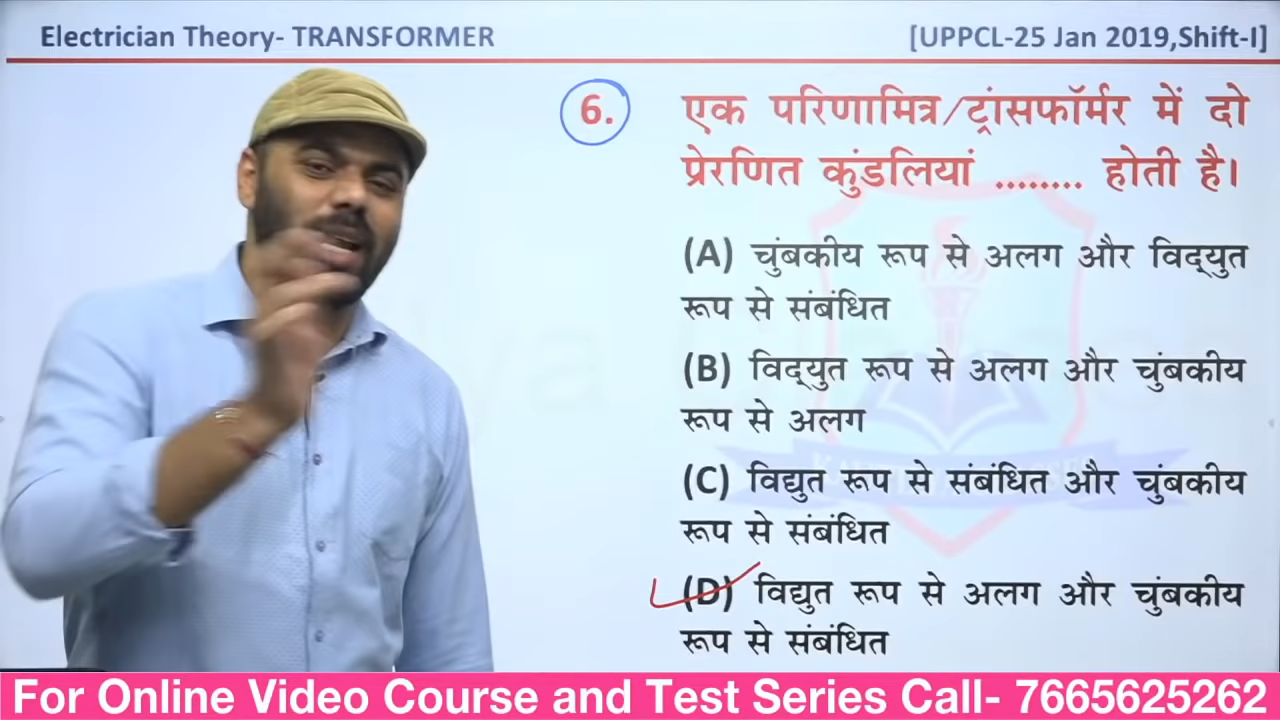 Electrician Theory- TRANSFORMER
[UPPCL-25 Jan 2019,Shift-I]
6. एक परिणामित्र/ट्रांसफॉर्मर में दो
प्रेरणित कुंडलियां ........ होती है।
(A) चुंबकीय रूप से अलग और विद्‌युत
रूप से संबंधित
(B) विद्‌युत रूप से अलग और चुंबकीय
रूप से अलग
(C) विद्युत रूप से संबंधित और चुंबकीय
रूप से संबंधित
(D) विद्युत रूप से अलग और चुंबकीय
रूप से संबंधित
For Online Video Course and Test Series Call- 7665625262